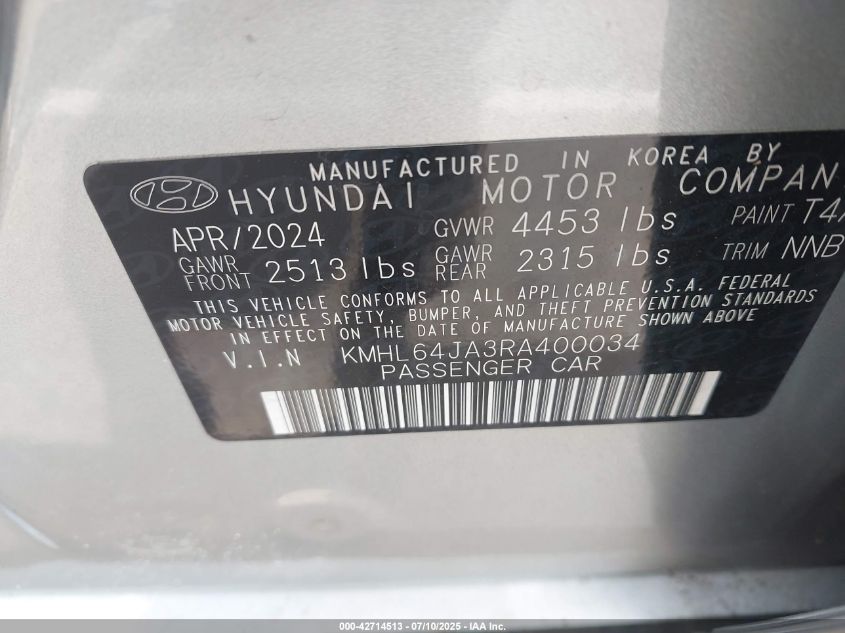 MANUFACTURED IN KOREA BY
HYUNDAI MOTOR COMPAN
APR/2024 GVWR 4453 lbs PAINT T4
GAWR FRONT 2513 lbs GAWR REAR 2315 lbs TRIM NNB
THIS VEHICLE CONFORMS TO ALL APPLICABLE U.S.A. FEDERAL
MOTOR VEHICLE SAFETY, BUMPER, AND THEFT PREVENTION STANDARDS
IN EFFECT ON THE DATE OF MANUFACTURE SHOWN ABOVE
V.I.N KMHL64JA3RA400034
PASSENGER CAR
000-42714513 - 07/10/2025 - IAA Inc.